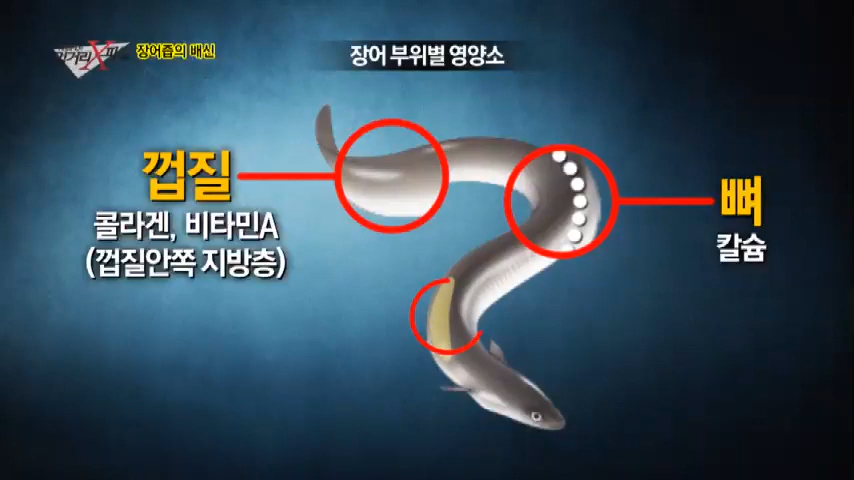 장어즙의 배신
장어 부위별 영양소
껍질
콜라겐, 비타민A
(껍질안쪽 지방층)
뼈
칼슘